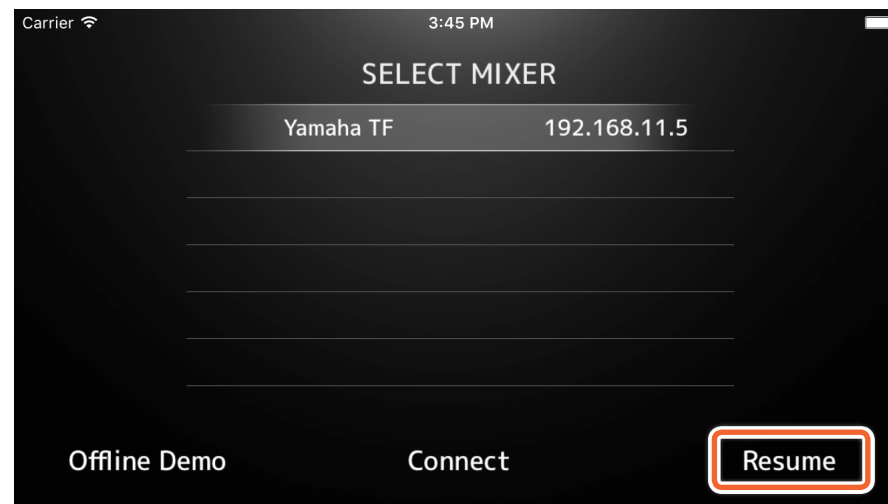 Carrier 3:45 PM
SELECT MIXER
Yamaha TF 192.168.11.5
Offline Demo Connect Resume